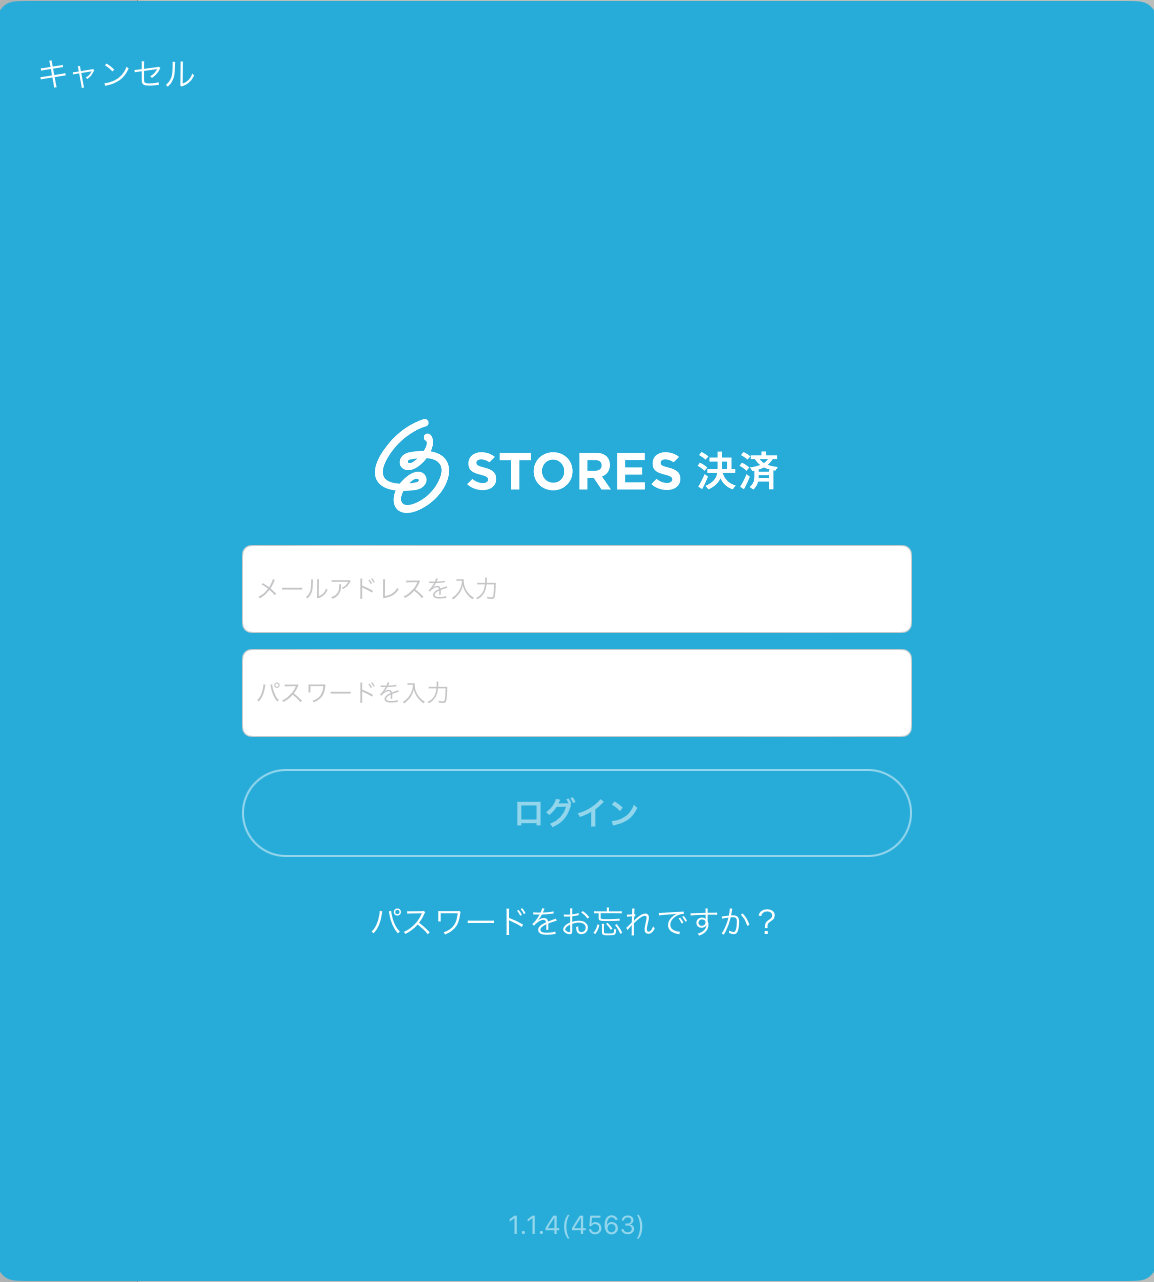 キャンセル
STORES 決済
メールアドレスを入力
パスワードを入力
ログイン
パスワードをお忘れですか？
1.1.4(4563)